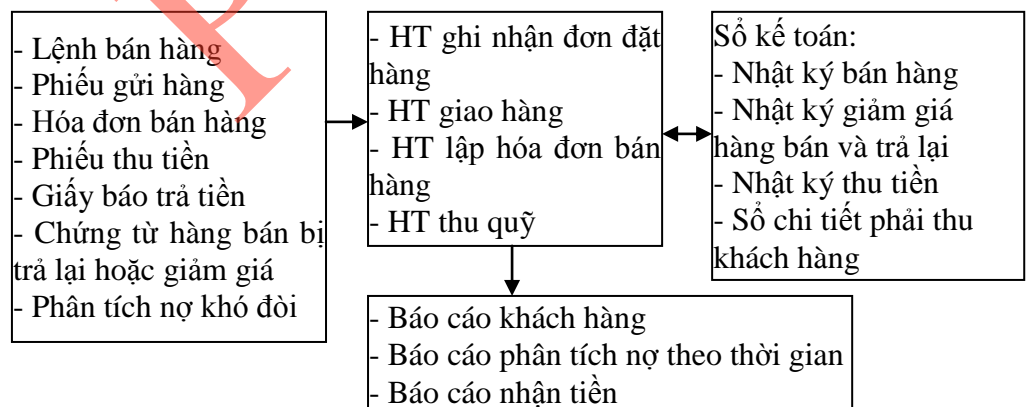 - Lệnh bán hàng
- Phiếu gửi hàng
- Hóa đơn bán hàng
- Phiếu thu tiền
- Giấy báo trả tiền
- Chứng từ hàng bán bị
trả lại hoặc giảm giá
- Phân tích nợ khó đòi
- HT ghi nhận đơn đặt
hàng
- HT giao hàng
- HT lập hóa đơn bán
hàng
- HT thu quỹ
Sổ kế toán:
- Nhật ký bán hàng
- Nhật ký giảm giá
hàng bán và trả lại
- Nhật ký thu tiền
- Sổ chi tiết phải thu
khách hàng
- Báo cáo khách hàng
- Báo cáo phân tích nợ theo thời gian
- Báo cáo nhận tiền